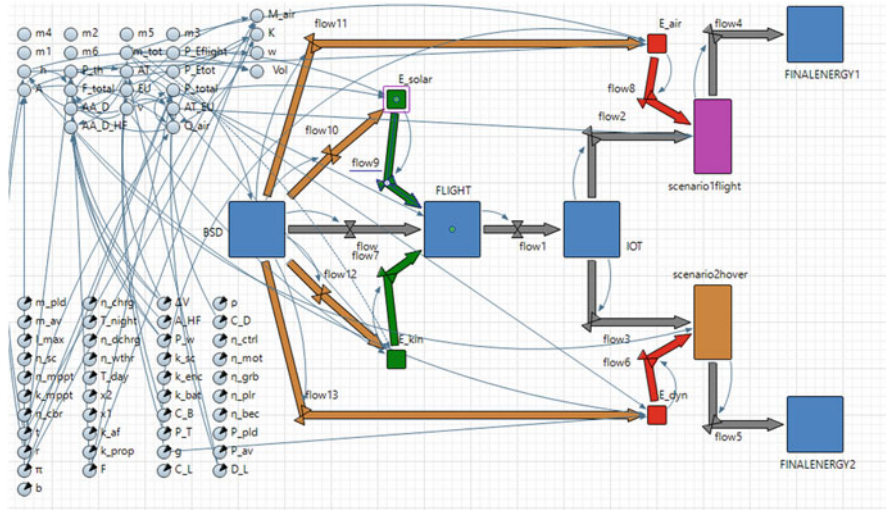 M_air
m4 m2 m5 m3 K
m1 m6 m_tot P_Eflight w
n P_th AT P_Etot Vol
A F_total EU P_total
AA_D v AT_EU
AA_D_HF Q_air
flow11
E_air
flow4
FINALENERGY1
E_solar
flow8
flow10
flow2
flow9
scenario1flight
FLIGHT
BSD
flow
flow1
IOT
flow7
flow12
scenario2hover
E_kin
flow3
flow6
flow13
E_dyn
flow5
FINALENERGY2
m_pld n_chrg ΔV ρ
m_av T_night A_HF C_D
I_max n_dchrg P_w n_ctrl
n_sc n_wthr k_sc n_mot
n_mppt T_day k_enc n_grb
k_mppt x2 k_bat n_plr
n_cbr x1 C_B n_bec
t k_af P_T P_pld
r k_prop g P_av
π F C_L D_L
b